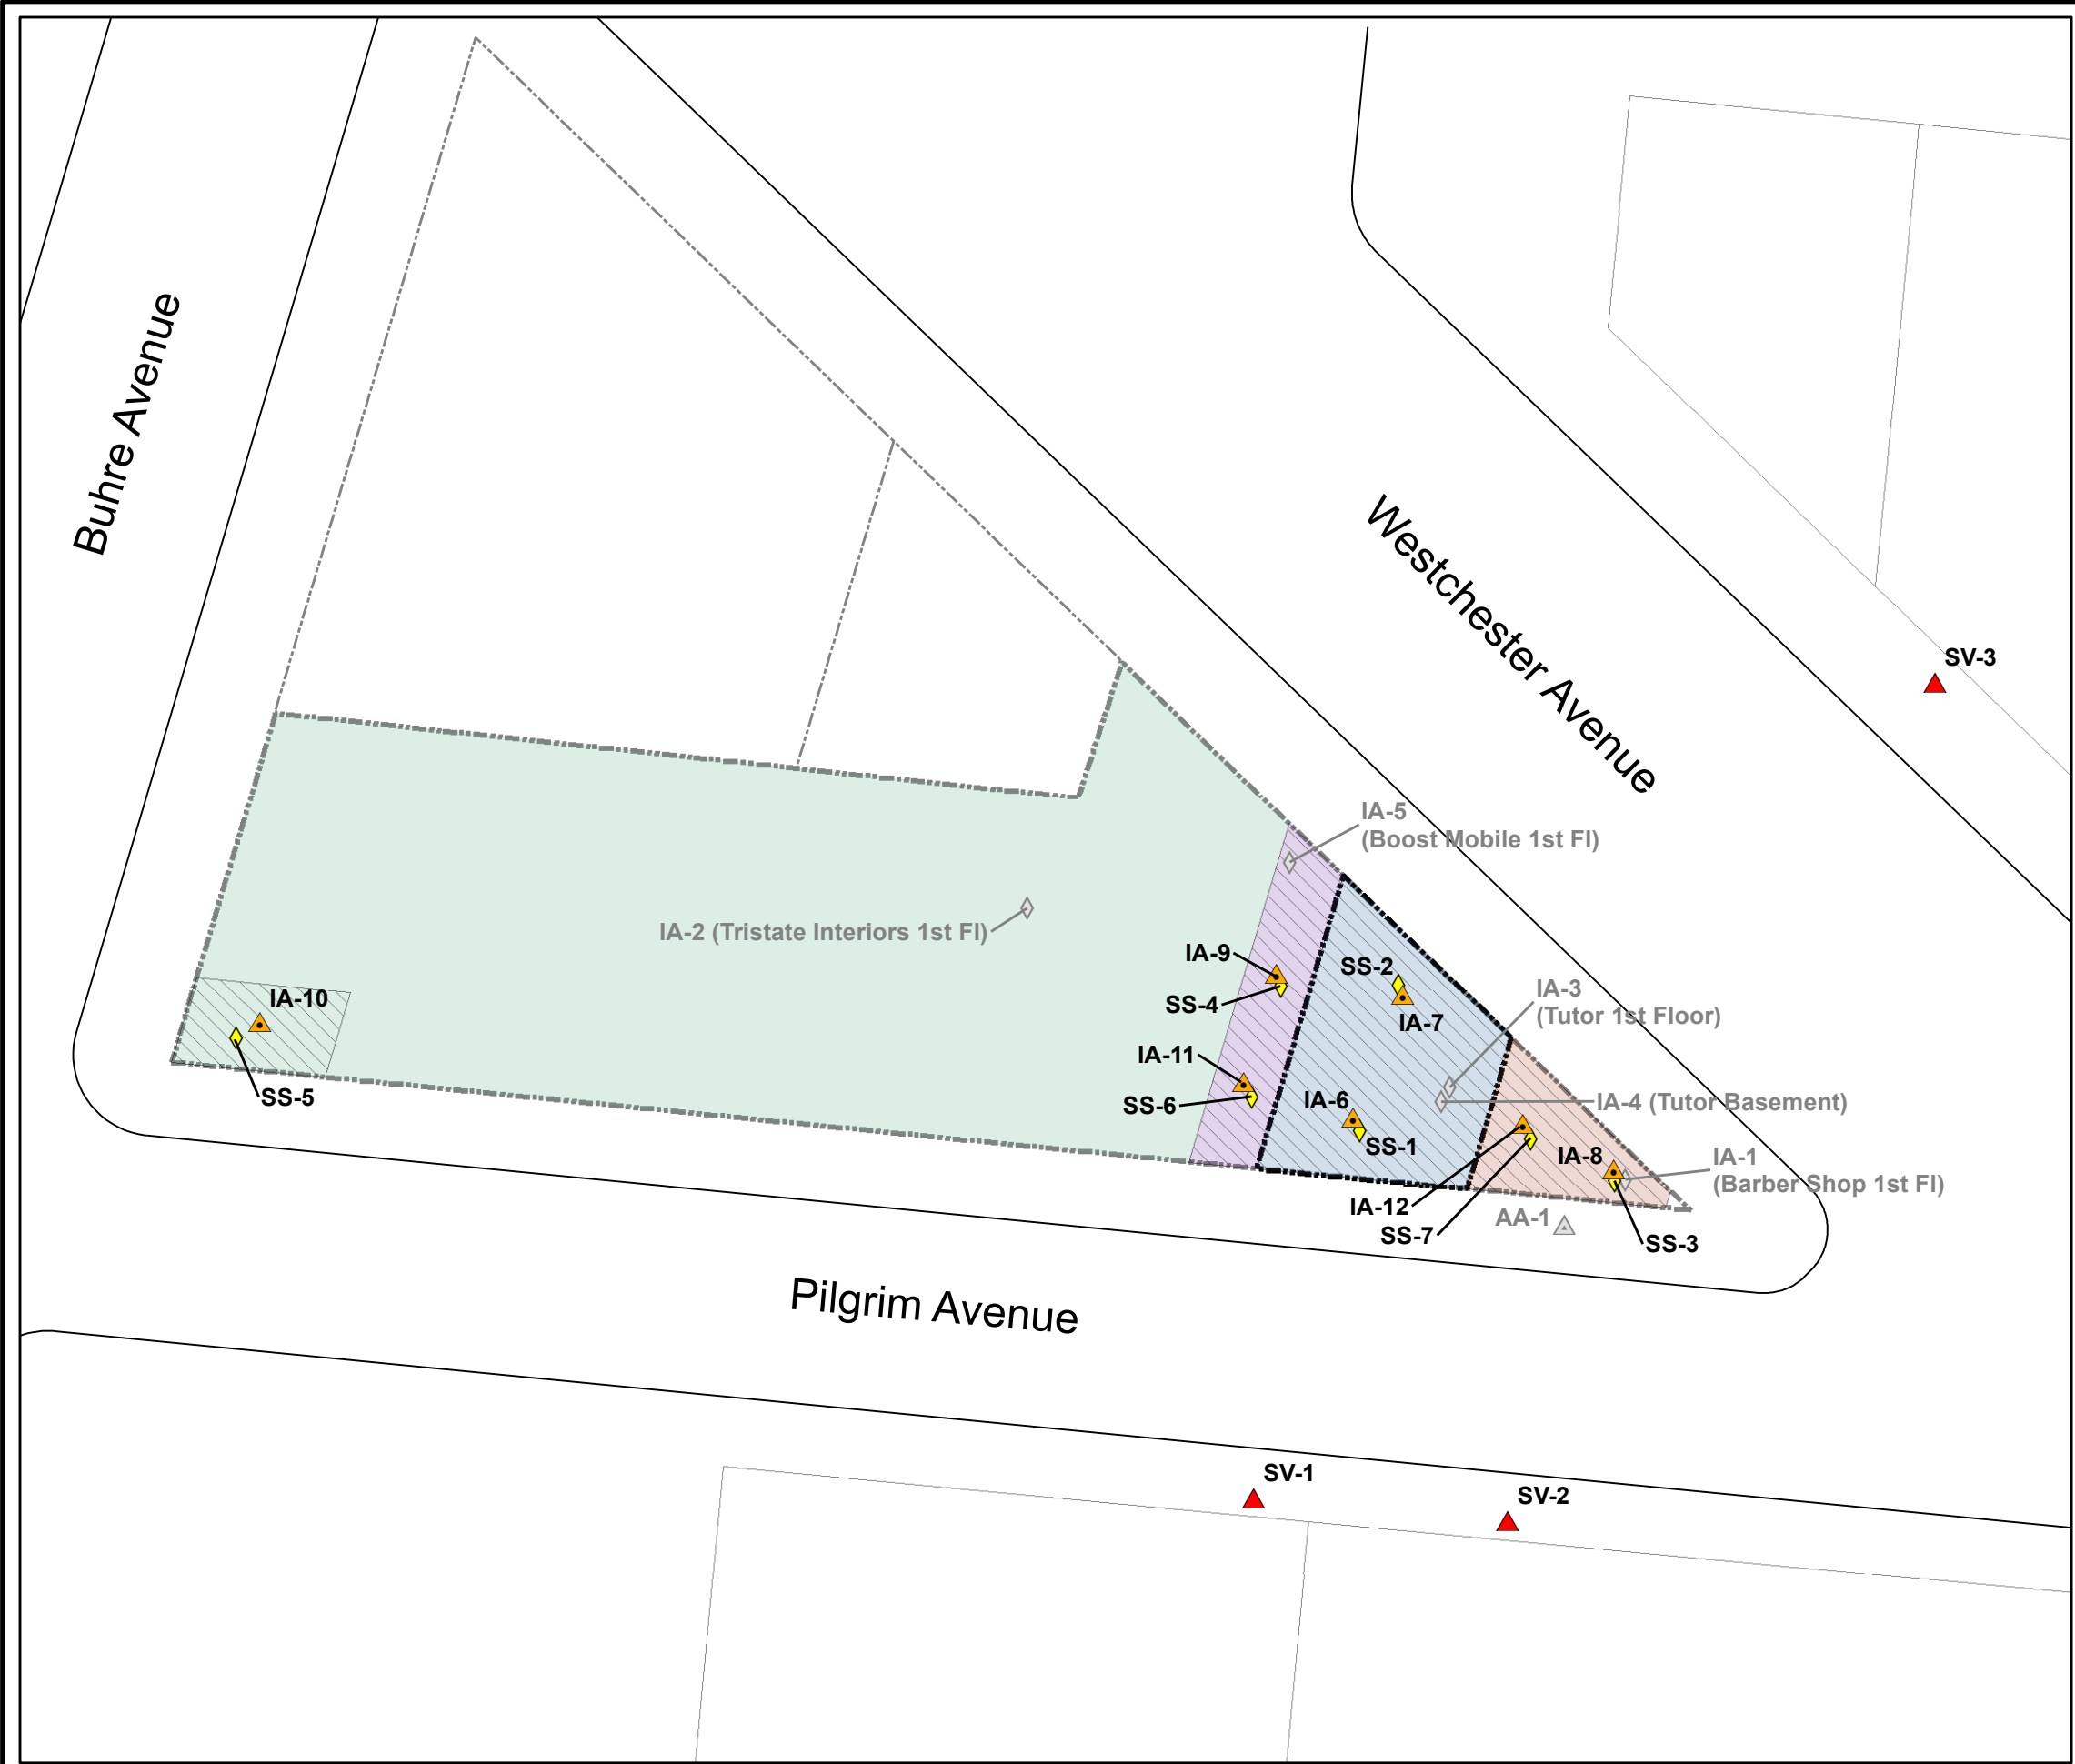 Buhre Avenue
Westchester Avenue
SV-3
IA-5
(Boost Mobile 1st Fl)
IA-2 (Tristate Interiors 1st Fl)
IA-9
SS-2
SS-4
IA-10
IA-3
(Tutor 1st Floor)
IA-7
IA-11
SS-5
SS-6
IA-6
IA-4 (Tutor Basement)
SS-1
IA-8
IA-1
(Barber Shop 1st Fl)
IA-12
AA-1
SS-7
SS-3
Pilgrim Avenue
SV-1
SV-2